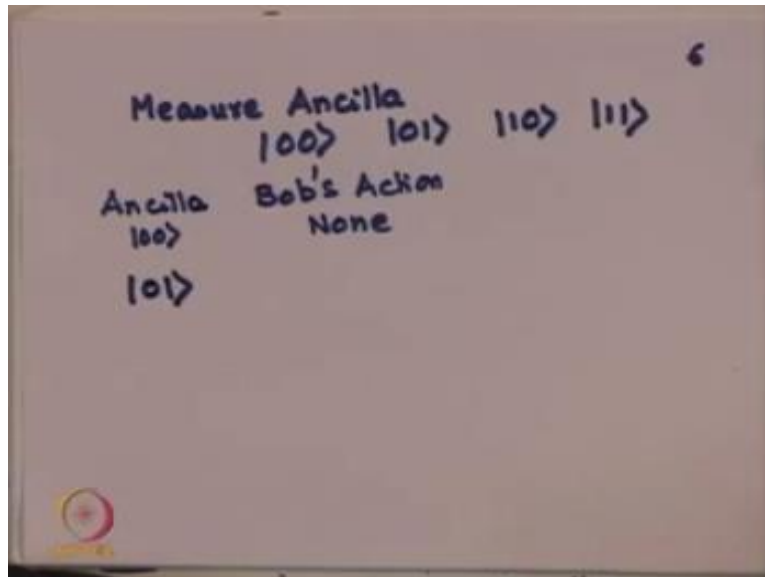 6
Measure Ancilla
|00> |01> |10> |11>
Ancilla Bob's Action
|00> None
|01>